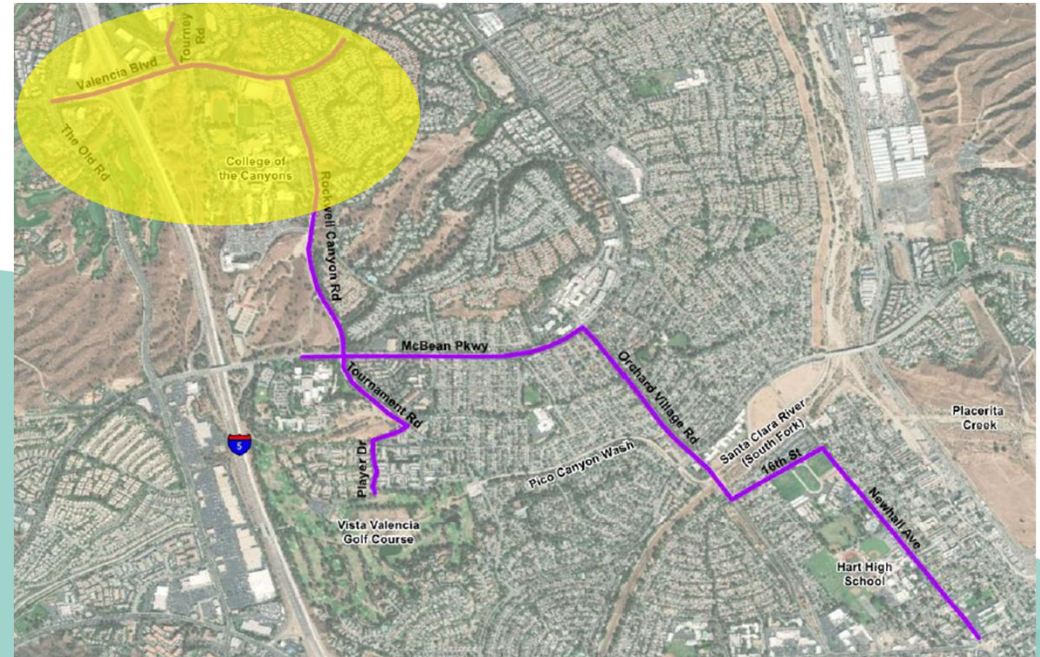 Tourney
Rd
Valencia Blvd
The Old Rd
College of
the Canyons
Rockwell Canyon Rd
McBean Pkwy
Tournament Rd
Orchard Village Rd
Santa Clara River
(South Fork)
Placerita
Creek
5
Player Dr
Pico Canyon Wash
16th St
Newhall Ave
Vista Valencia
Golf Course
Hart High
School